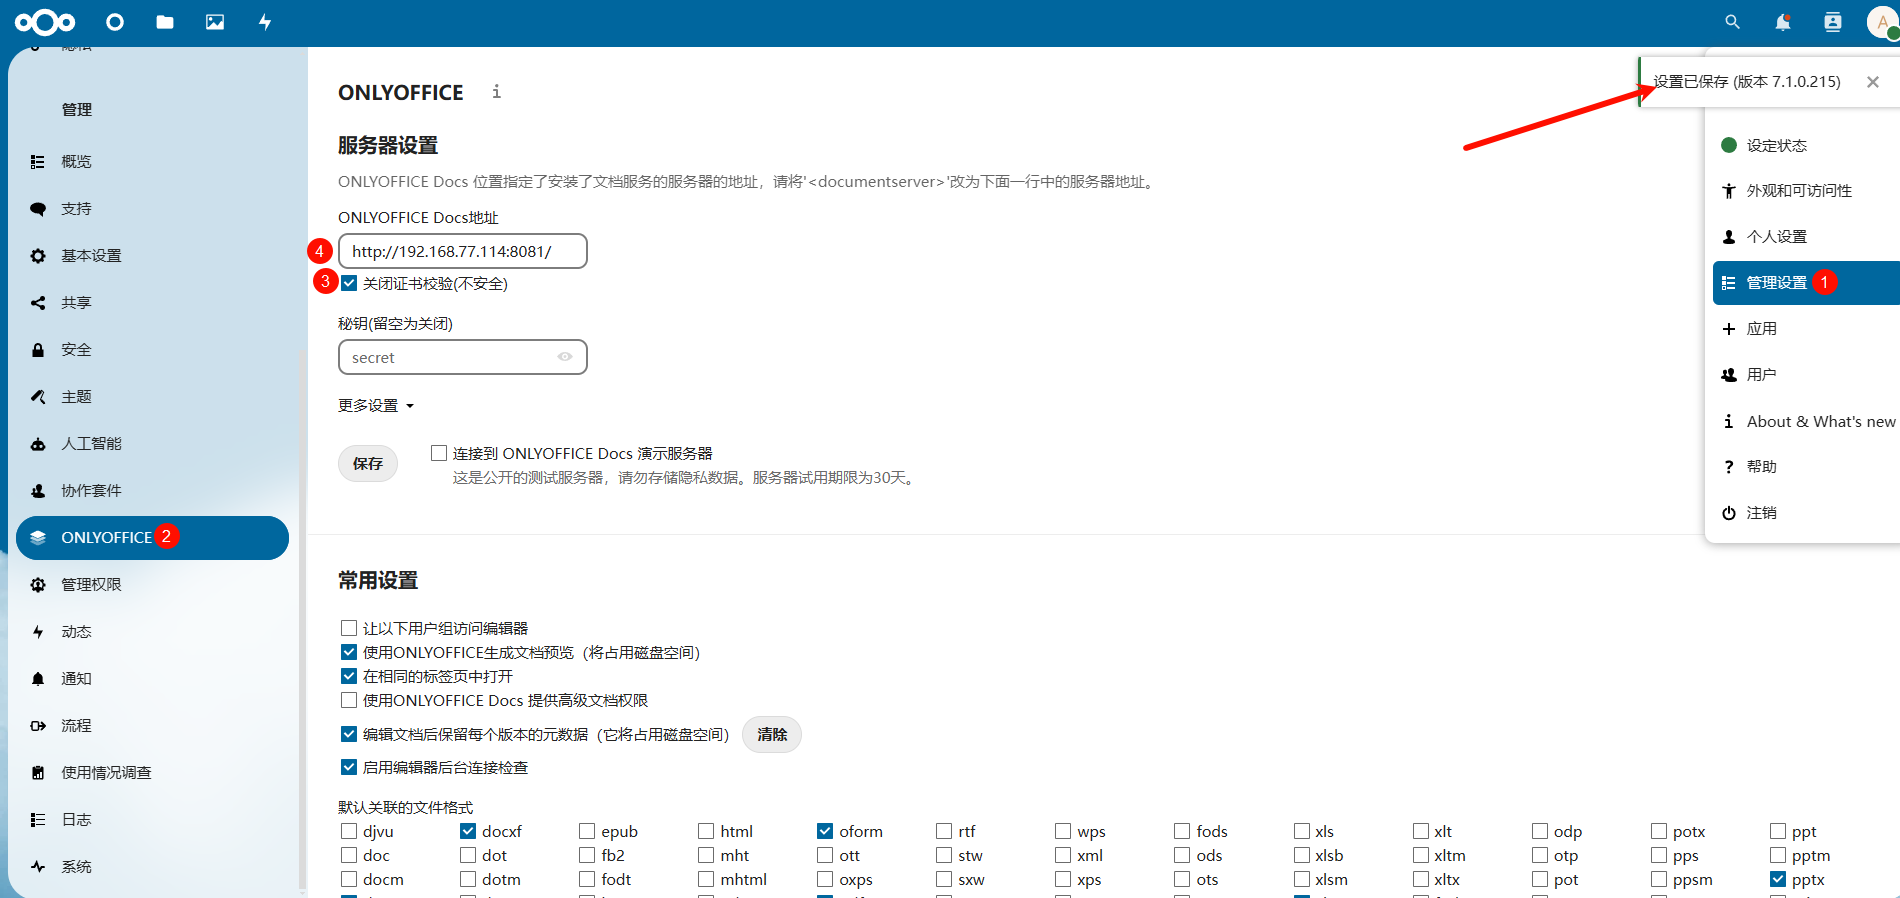 设置已保存 (版本 7.1.0.215)
管理
概览
支持
基本设置
共享
安全
主题
人工智能
协作套件
ONLYOFFICE 2
管理权限
动态
通知
流程
使用情况调查
日志
系统
ONLYOFFICE
服务器设置
ONLYOFFICE Docs 位置指定了安装了文档服务的服务器的地址，请将'<documentserver>'改为下面一行中的服务器地址。
ONLYOFFICE Docs地址
4 http://192.168.77.114:8081/
3 关闭证书校验(不安全)
秘钥(留空为关闭)
secret
更多设置
保存
连接到 ONLYOFFICE Docs 演示服务器
这是公开的测试服务器，请勿存储隐私数据。服务器试用期限为30天。
常用设置
让以下用户组访问编辑器
使用ONLYOFFICE生成文档预览（将占用磁盘空间）
在相同的标签页中打开
使用ONLYOFFICE Docs 提供高级文档权限
编辑文档后保留每个版本的元数据（它将占用磁盘空间） 清除
启用编辑器后台连接检查
默认关联的文件格式
djvu docxf epub html oform rtf wps fods xls xlt odp potx ppt
doc dot fb2 mht ott stw xml ods xlsb xltm otp pps pptm
docm dotm fodt mhtml oxps sxw xps ots xlsm xltx pot ppsm pptx
A
设定状态
外观和可访问性
个人设置
管理设置 1
应用
用户
About & What's new
帮助
注销